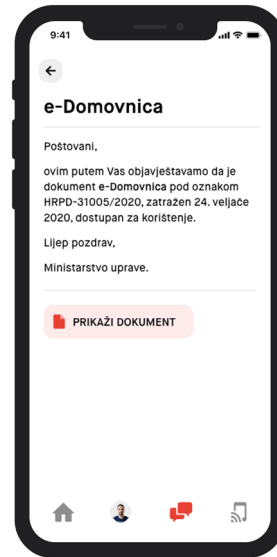 9:41
e-Domovnica
Poštovani,
ovim putem Vas objavještavamo da je
dokument e-Domovnica pod oznakom
HRPD-31005/2020, zatražen 24. veljače
2020, dostupan za korištenje.
Lijep pozdrav,
Ministarstvo uprave.
PRIKAŽI DOKUMENT